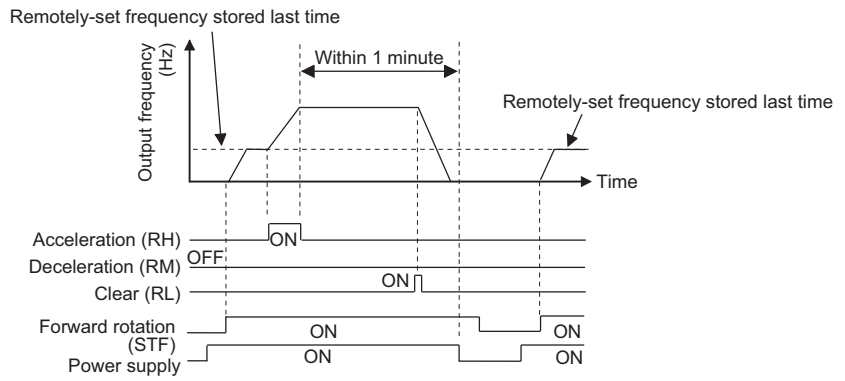 Remotely-set frequency stored last time
Output frequency
(Hz)
Within 1 minute
Remotely-set frequency stored last time
Time
Acceleration (RH)
ON
Deceleration (RM)
OFF
Clear (RL)
ON
Forward rotation
(STF)
ON
ON
Power supply
ON
ON